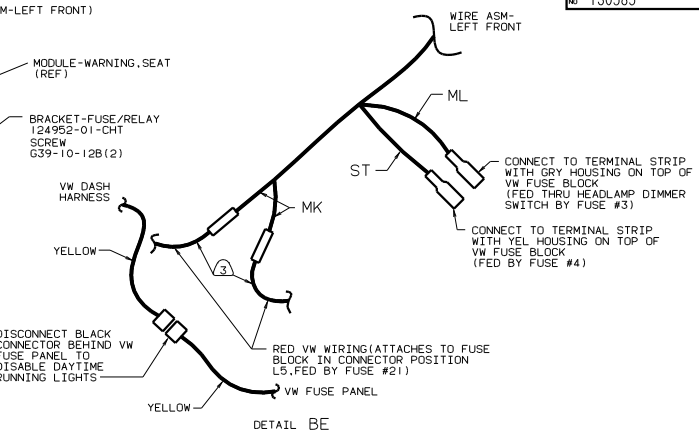 M-LEFT FRONT)
NO 130585
WIRE ASM-
LEFT FRONT
MODULE-WARNING,SEAT
(REF)
ML
BRACKET-FUSE/RELAY
124952-01-CHT
SCREW
G39-10-12B(2)
ST
CONNECT TO TERMINAL STRIP
WITH GRY HOUSING ON TOP OF
VW FUSE BLOCK
(FED THRU HEADLAMP DIMMER
SWITCH BY FUSE #3)
VW DASH
HARNESS
MK
CONNECT TO TERMINAL STRIP
WITH YEL HOUSING ON TOP OF
VW FUSE BLOCK
(FED BY FUSE #4)
YELLOW
3
DISCONNECT BLACK
CONNECTOR BEHIND VW
FUSE PANEL TO
DISABLE DAYTIME
RUNNING LIGHTS
RED VW WIRING(ATTACHES TO FUSE
BLOCK IN CONNECTOR POSITION
L5,FED BY FUSE #21)
VW FUSE PANEL
YELLOW
DETAIL BE